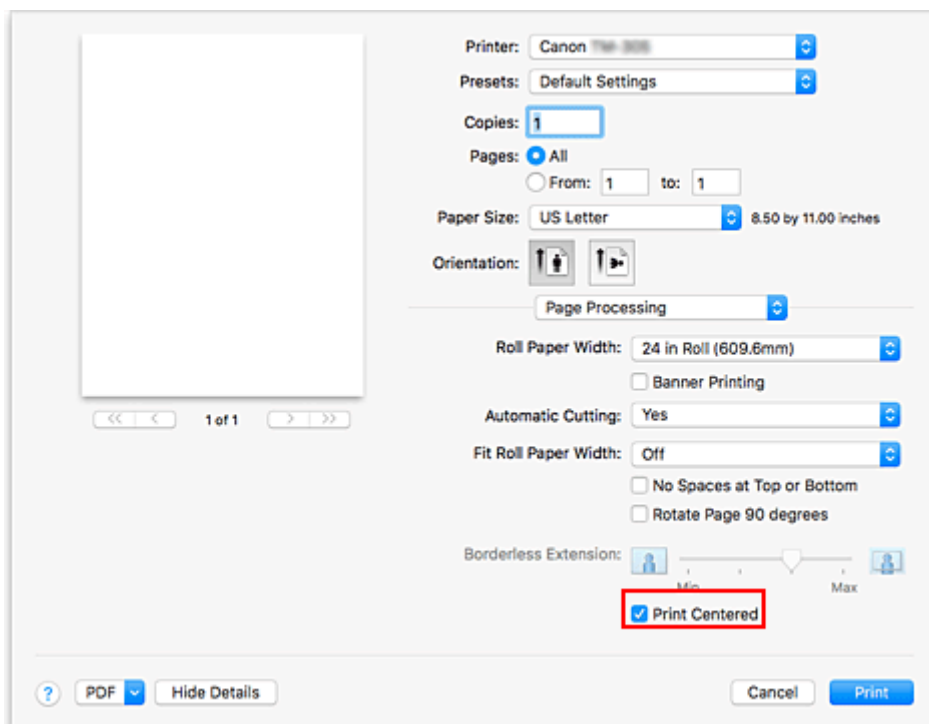 Printer: Canon
Presets: Default Settings
Copies: 1
Pages: All
From: 1 to: 1
Paper Size: US Letter 8.50 by 11.00 inches
Orientation:
Page Processing
Roll Paper Width: 24 in Roll (609.6mm)
Banner Printing
<< < 1 of 1 > >>
Automatic Cutting: Yes
Fit Roll Paper Width: Off
No Spaces at Top or Bottom
Rotate Page 90 degrees
Borderless Extension:
Min Max
Print Centered
? PDF Hide Details Cancel Print